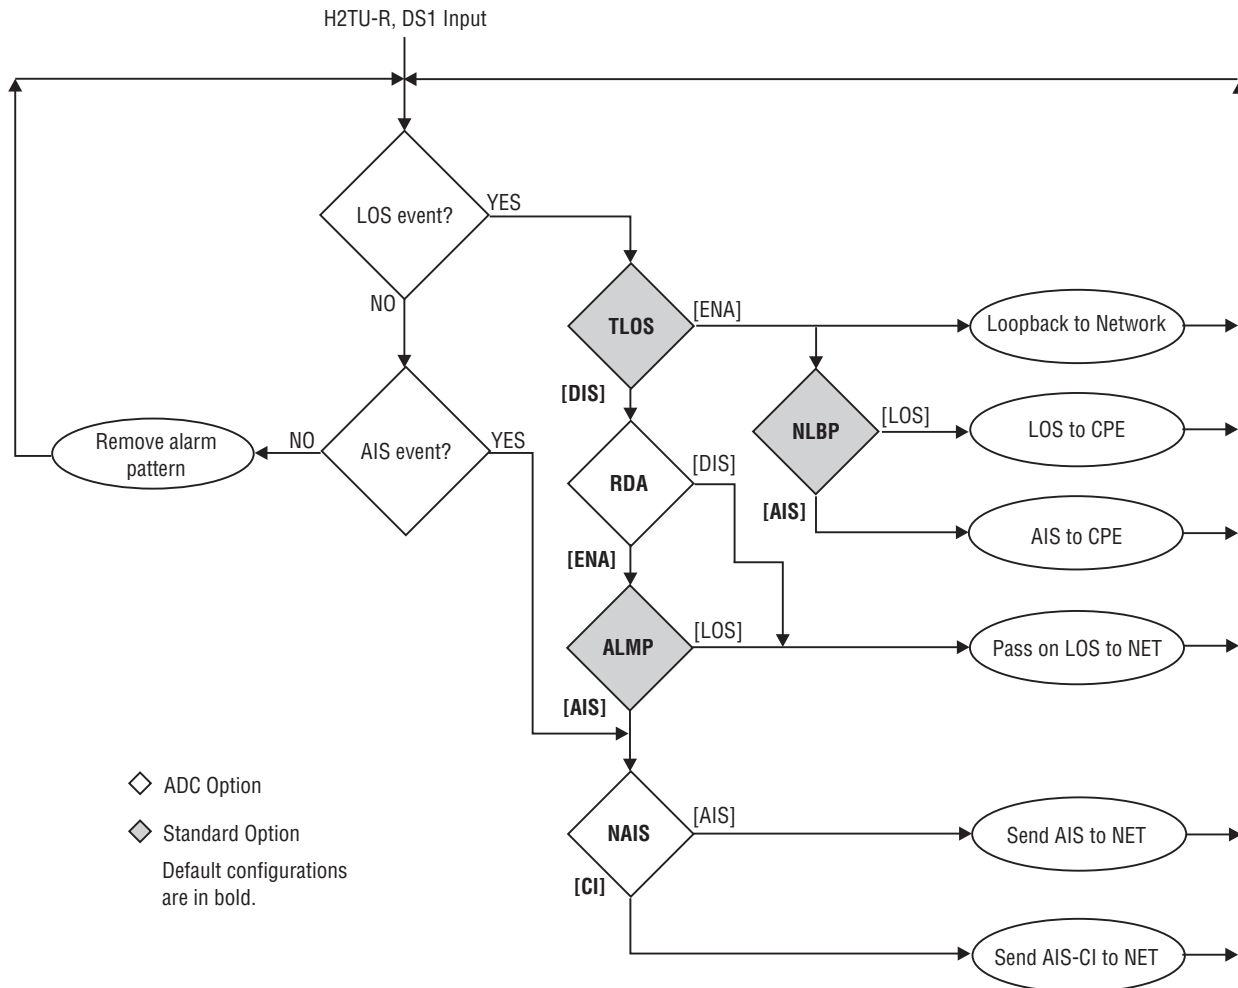 H2TU-R, DS1 Input
LOS event?
YES
NO
TLOS
[ENA]
[DIS]
Loopback to Network
NLBP
[LOS]
LOS to CPE
[AIS]
AIS to CPE
AIS event?
YES
NO
Remove alarm
pattern
RDA
[DIS]
[ENA]
ALMP
[LOS]
Pass on LOS to NET
[AIS]
NAIS
[AIS]
Send AIS to NET
[CI]
Send AIS-CI to NET
ADC Option
Standard Option
Default configurations
are in bold.